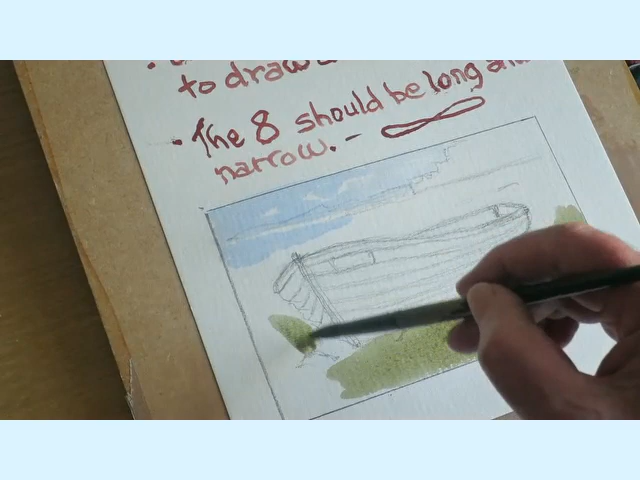 to draw
• The 8 should be long and
narrow. –